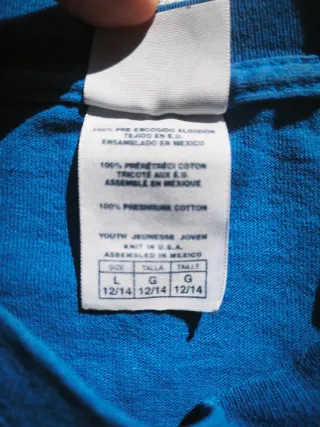 100% PRE-ENCOGIDO ALGODON
TEJIDO EN E.U.
ENSAMBLADO EN MEXICO
100% PRÉRÉTRÉCI COTON
TRICOTÉ AUX É.U.
ASSEMBLÉ EN MEXIQUE
100% PRESHRUNK COTTON
YOUTH JEUNESSE JOVEN
KNIT IN U.S.A.
ASSEMBLED IN MEXICO
SIZE TALLA TAILLE
L G G
12/14 12/14 12/14